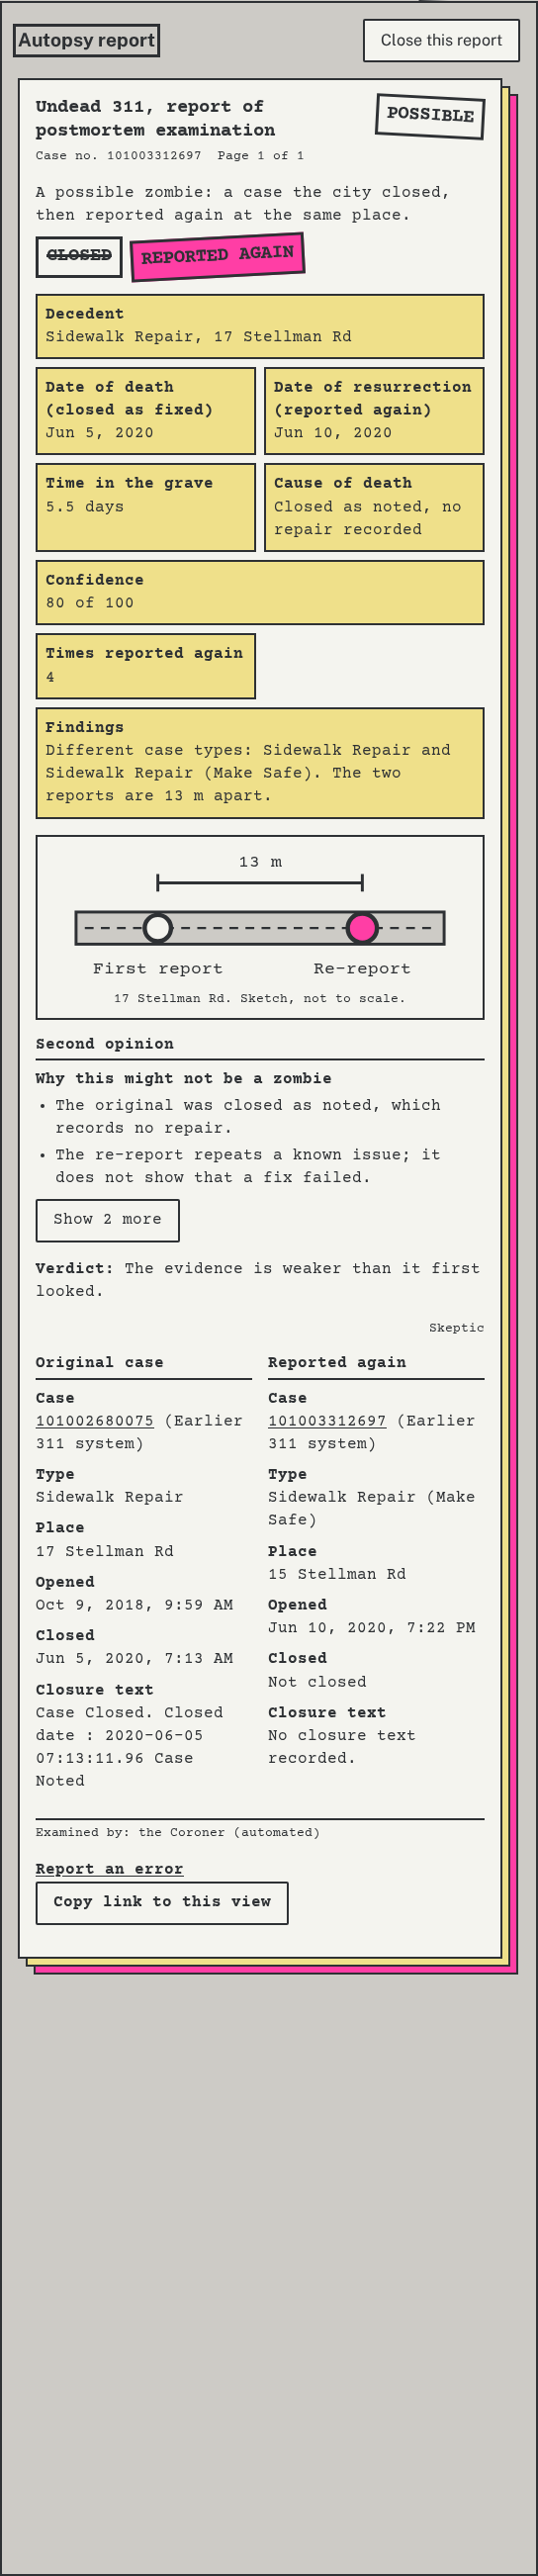 Autopsy report
Close this report
Undead 311, report of
postmortem examination
POSSIBLE
Case no. 101003312697  Page 1 of 1
A possible zombie: a case the city closed,
then reported again at the same place.
CLOSED
REPORTED AGAIN
Decedent
Sidewalk Repair, 17 Stellman Rd
Date of death
(closed as fixed)
Jun 5, 2020
Date of resurrection
(reported again)
Jun 10, 2020
Time in the grave
5.5 days
Cause of death
Closed as noted, no
repair recorded
Confidence
80 of 100
Times reported again
4
Findings
Different case types: Sidewalk Repair and
Sidewalk Repair (Make Safe). The two
reports are 13 m apart.
13 m
First report
Re-report
17 Stellman Rd. Sketch, not to scale.
Second opinion
Why this might not be a zombie
• The original was closed as noted, which
records no repair.
• The re-report repeats a known issue; it
does not show that a fix failed.
Show 2 more
Verdict: The evidence is weaker than it first
looked.
Skeptic
Original case
Case
101002680075 (Earlier
311 system)
Type
Sidewalk Repair
Place
17 Stellman Rd
Opened
Oct 9, 2018, 9:59 AM
Closed
Jun 5, 2020, 7:13 AM
Closure text
Case Closed. Closed
date : 2020-06-05
07:13:11.96 Case
Noted
Reported again
Case
101003312697 (Earlier
311 system)
Type
Sidewalk Repair (Make
Safe)
Place
15 Stellman Rd
Opened
Jun 10, 2020, 7:22 PM
Closed
Not closed
Closure text
No closure text
recorded.
Examined by: the Coroner (automated)
Report an error
Copy link to this view